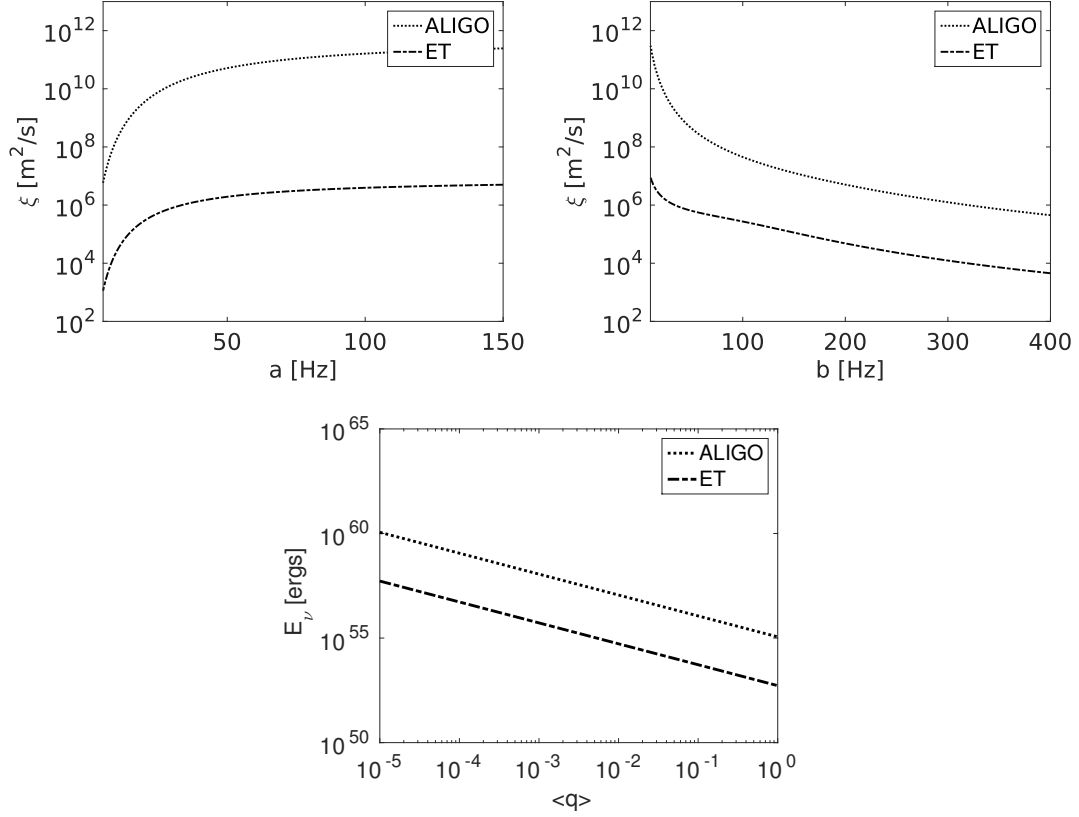 10^12
10^10
10^8
10^6
10^4
10^2
ξ [m^2/s]
50
100
150
a [Hz]
ALIGO
ET
10^12
10^10
10^8
10^6
10^4
10^2
ξ [m^2/s]
100
200
300
400
b [Hz]
ALIGO
ET
10^65
10^60
10^55
10^50
E_ν [ergs]
10^-5
10^-4
10^-3
10^-2
10^-1
10^0
<q>
ALIGO
ET